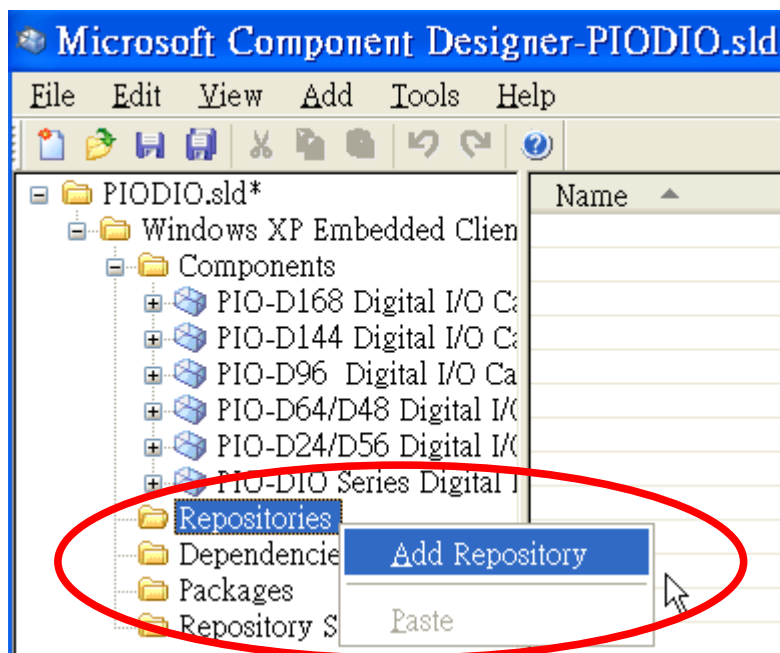 Microsoft Component Designer-PIODIO.sld
File Edit View Add Tools Help
PIODIO.sld*
Name
Windows XP Embedded Clien
Components
PIO-D168 Digital I/O Ca
PIO-D144 Digital I/O Ca
PIO-D96 Digital I/O Ca
PIO-D64/D48 Digital I/(
PIO-D24/D56 Digital I/(
PIO-DIO Series Digital I
Repositories
Add Repository
Dependencie
Packages
Paste
Repository S